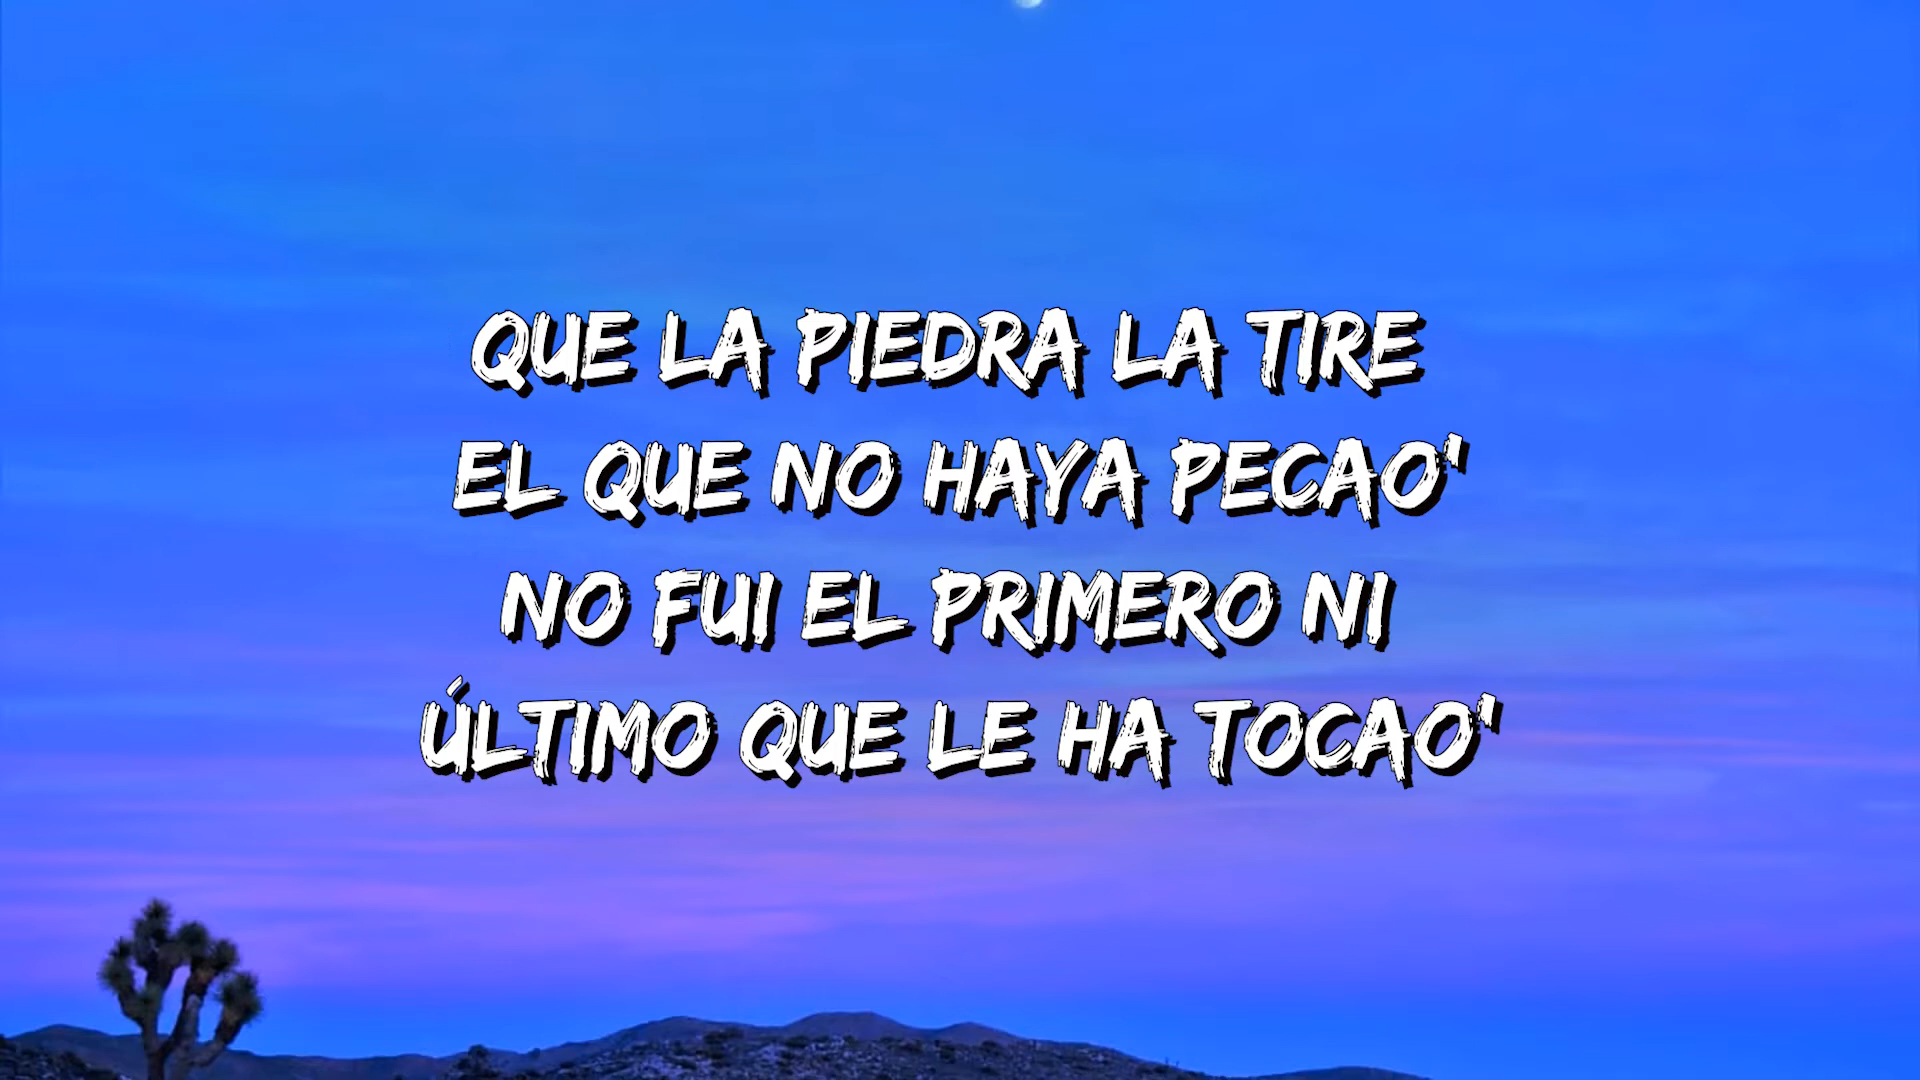 QUE LA PIEDRA LA TIRE
EL QUE NO HAYA PECAO'
NO FUI EL PRIMERO NI
ÚLTIMO QUE LE HA TOCAO'